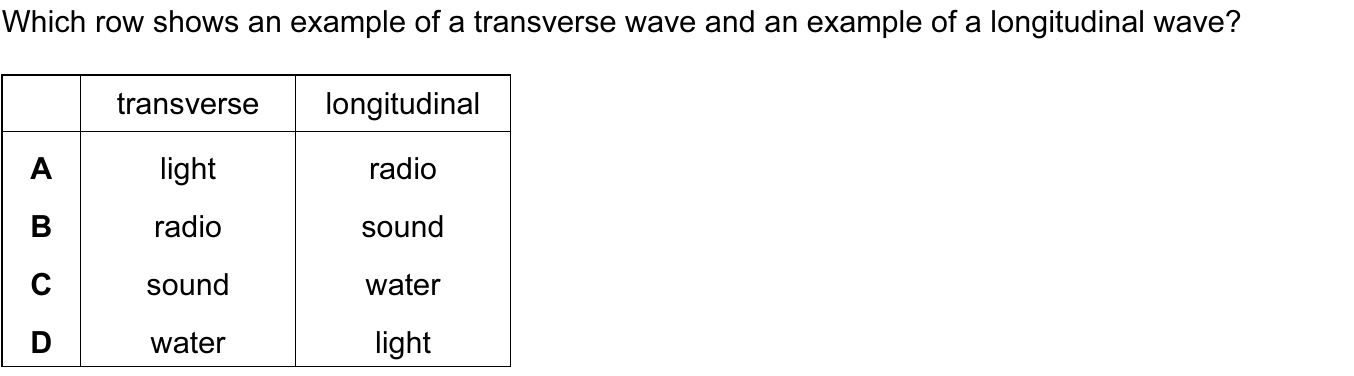 Which row shows an example of a transverse wave and an example of a longitudinal wave?
transverse longitudinal
A light radio
B radio sound
C sound water
D water light